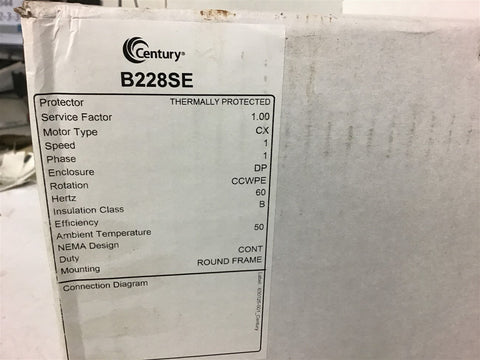 Century®
B228SE
Protector THERMALLY PROTECTED
Service Factor 1.00
Motor Type CX
Speed 1
Phase 1
Enclosure DP
Rotation CCWPE
Hertz 60
Insulation Class B
Efficiency
Ambient Temperature 50
NEMA Design
Duty CONT
Mounting ROUND FRAME
Connection Diagram